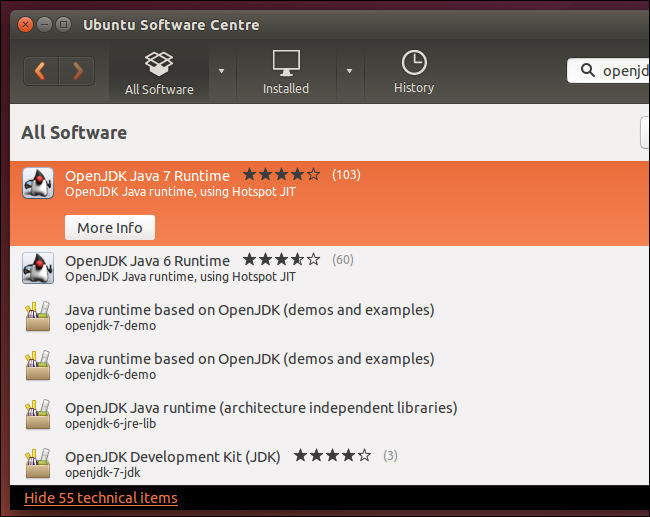 Ubuntu Software Centre
All Software
Installed
History
openjd
All Software
OpenJDK Java 7 Runtime (103)
OpenJDK Java runtime, using Hotspot JIT
More Info
OpenJDK Java 6 Runtime (60)
OpenJDK Java runtime, using Hotspot JIT
Java runtime based on OpenJDK (demos and examples)
openjdk-7-demo
Java runtime based on OpenJDK (demos and examples)
openjdk-6-demo
OpenJDK Java runtime (architecture independent libraries)
openjdk-6-jre-lib
OpenJDK Development Kit (JDK) (3)
openjdk-7-jdk
Hide 55 technical items